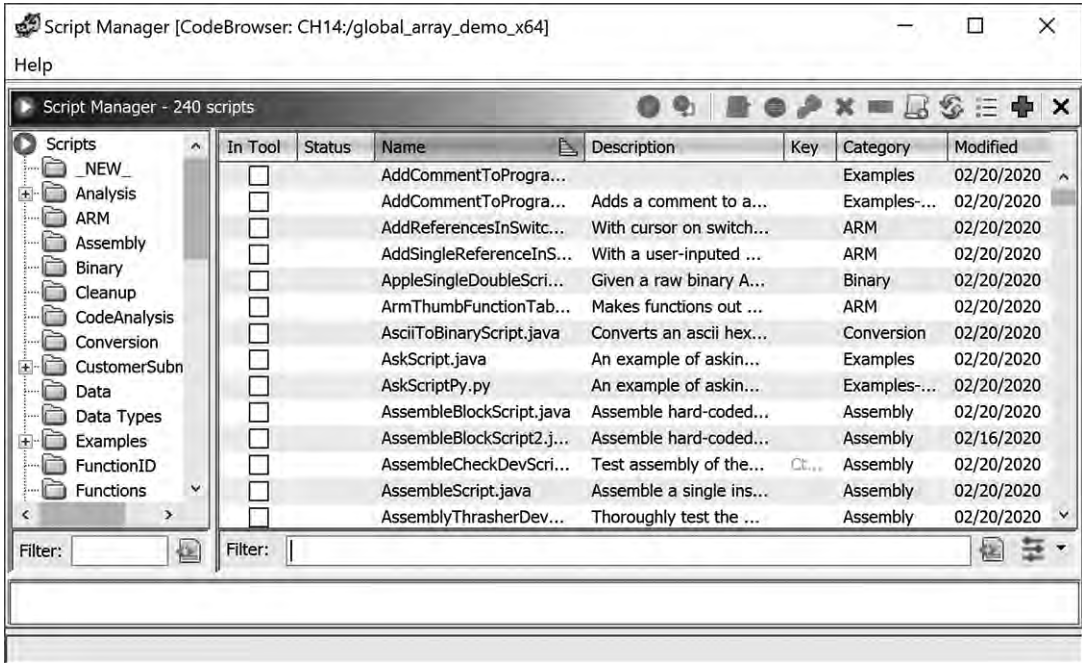 Script Manager [CodeBrowser: CH14:/global_array_demo_x64]
Help
Script Manager - 240 scripts
Scripts
_NEW_
Analysis
ARM
Assembly
Binary
Cleanup
CodeAnalysis
Conversion
CustomerSubn
Data
Data Types
Examples
FunctionID
Functions
Filter:
In Tool Status Name Description Key Category Modified
AddCommentToProgra... Examples 02/20/2020
AddCommentToProgra... Adds a comment to a... Examples-... 02/20/2020
AddReferencesInSwitc... With cursor on switch... ARM 02/20/2020
AddSingleReferenceInS... With a user-inputed ... ARM 02/20/2020
AppleSingleDoubleScri... Given a raw binary A... Binary 02/20/2020
ArmThumbFunctionTab... Makes functions out ... ARM 02/20/2020
AsciiToBinaryScript.java Converts an ascii hex... Conversion 02/20/2020
AskScript.java An example of askin... Examples 02/20/2020
AskScriptPy.py An example of askin... Examples-... 02/20/2020
AssembleBlockScript.java Assemble hard-coded... Assembly 02/20/2020
AssembleBlockScript2.j... Assemble hard-coded... Assembly 02/16/2020
AssembleCheckDevScri... Test assembly of the... Assembly 02/20/2020
AssembleScript.java Assemble a single ins... Assembly 02/20/2020
AssemblyThrasherDev... Thoroughly test the ... Assembly 02/20/2020
Filter: